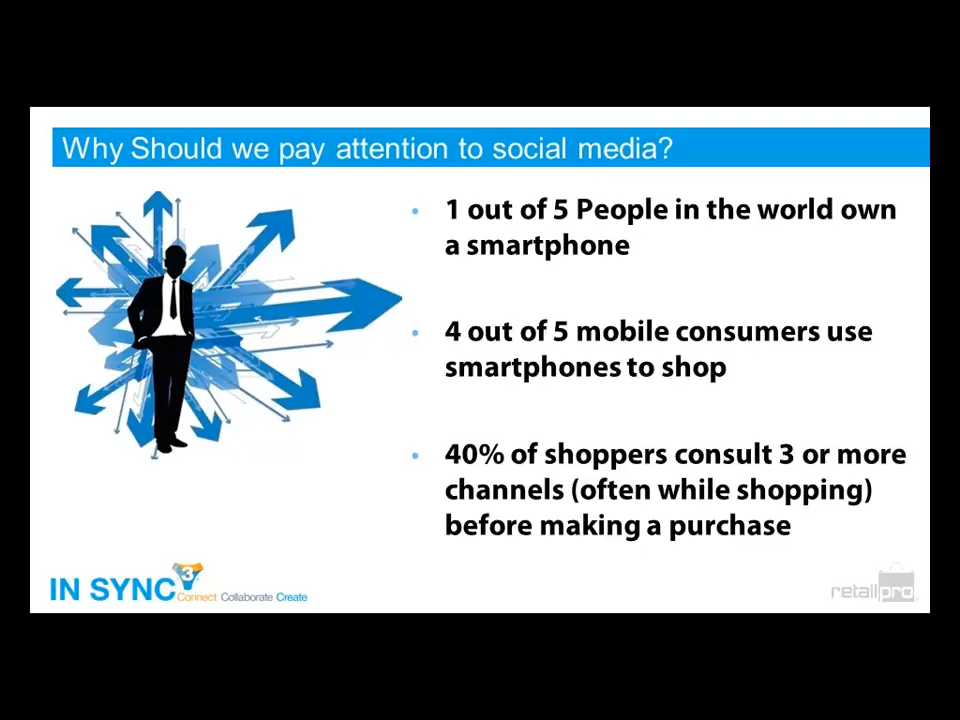 Why Should we pay attention to social media?
1 out of 5 People in the world own
a smartphone
4 out of 5 mobile consumers use
smartphones to shop
40% of shoppers consult 3 or more
channels (often while shopping)
before making a purchase
IN SYNC 3
Connect Collaborate Create
retail pro